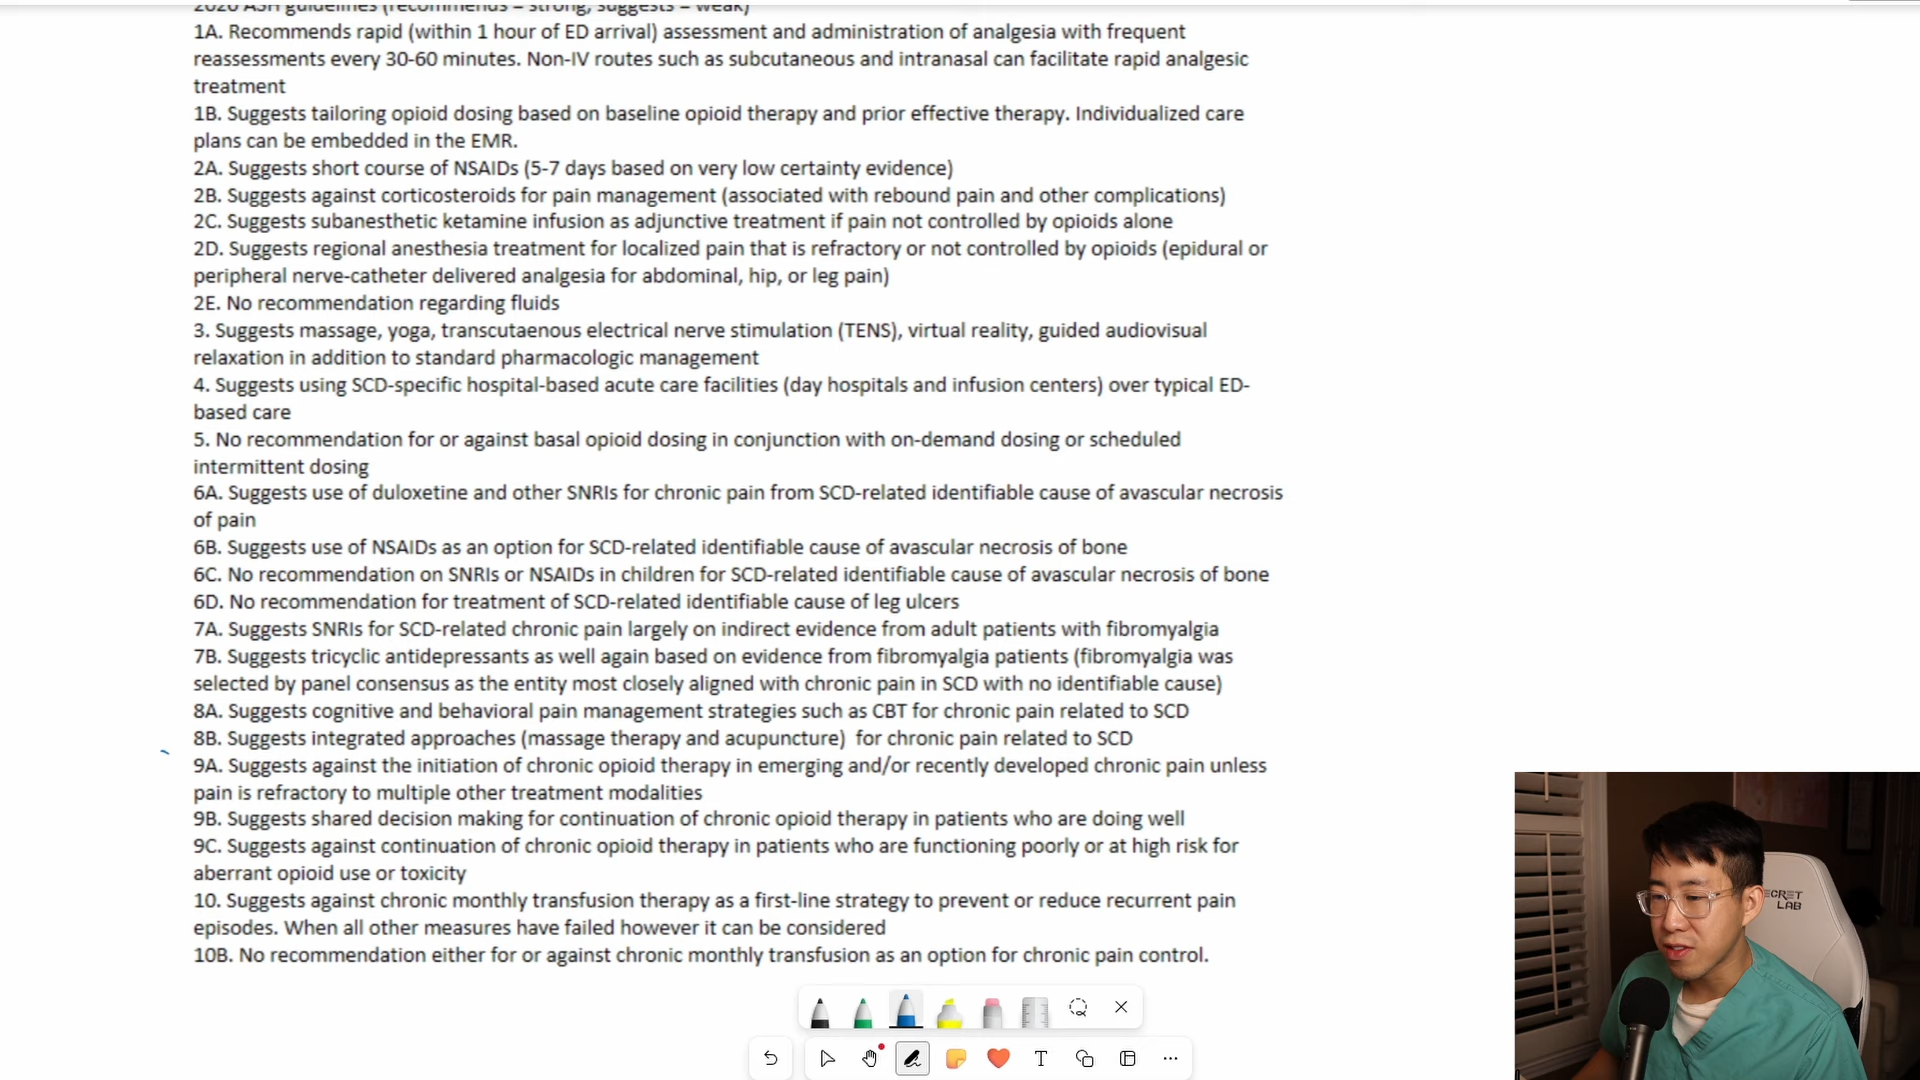 2020 ASH guidelines (recommends = strong, suggests = weak)
1A. Recommends rapid (within 1 hour of ED arrival) assessment and administration of analgesia with frequent
reassessments every 30-60 minutes. Non-IV routes such as subcutaneous and intranasal can facilitate rapid analgesic
treatment
1B. Suggests tailoring opioid dosing based on baseline opioid therapy and prior effective therapy. Individualized care
plans can be embedded in the EMR.
2A. Suggests short course of NSAIDs (5-7 days based on very low certainty evidence)
2B. Suggests against corticosteroids for pain management (associated with rebound pain and other complications)
2C. Suggests subanesthetic ketamine infusion as adjunctive treatment if pain not controlled by opioids alone
2D. Suggests regional anesthesia treatment for localized pain that is refractory or not controlled by opioids (epidural or
peripheral nerve-catheter delivered analgesia for abdominal, hip, or leg pain)
2E. No recommendation regarding fluids
3. Suggests massage, yoga, transcutaenous electrical nerve stimulation (TENS), virtual reality, guided audiovisual
relaxation in addition to standard pharmacologic management
4. Suggests using SCD-specific hospital-based acute care facilities (day hospitals and infusion centers) over typical ED-
based care
5. No recommendation for or against basal opioid dosing in conjunction with on-demand dosing or scheduled
intermittent dosing
6A. Suggests use of duloxetine and other SNRIs for chronic pain from SCD-related identifiable cause of avascular necrosis
of pain
6B. Suggests use of NSAIDs as an option for SCD-related identifiable cause of avascular necrosis of bone
6C. No recommendation on SNRIs or NSAIDs in children for SCD-related identifiable cause of avascular necrosis of bone
6D. No recommendation for treatment of SCD-related identifiable cause of leg ulcers
7A. Suggests SNRIs for SCD-related chronic pain largely on indirect evidence from adult patients with fibromyalgia
7B. Suggests tricyclic antidepressants as well again based on evidence from fibromyalgia patients (fibromyalgia was
selected by panel consensus as the entity most closely aligned with chronic pain in SCD with no identifiable cause)
8A. Suggests cognitive and behavioral pain management strategies such as CBT for chronic pain related to SCD
8B. Suggests integrated approaches (massage therapy and acupuncture)  for chronic pain related to SCD
9A. Suggests against the initiation of chronic opioid therapy in emerging and/or recently developed chronic pain unless
pain is refractory to multiple other treatment modalities
9B. Suggests shared decision making for continuation of chronic opioid therapy in patients who are doing well
9C. Suggests against continuation of chronic opioid therapy in patients who are functioning poorly or at high risk for
aberrant opioid use or toxicity
10. Suggests against chronic monthly transfusion therapy as a first-line strategy to prevent or reduce recurrent pain
episodes. When all other measures have failed however it can be considered
10B. No recommendation either for or against chronic monthly transfusion as an option for chronic pain control.
ECRET
LAB